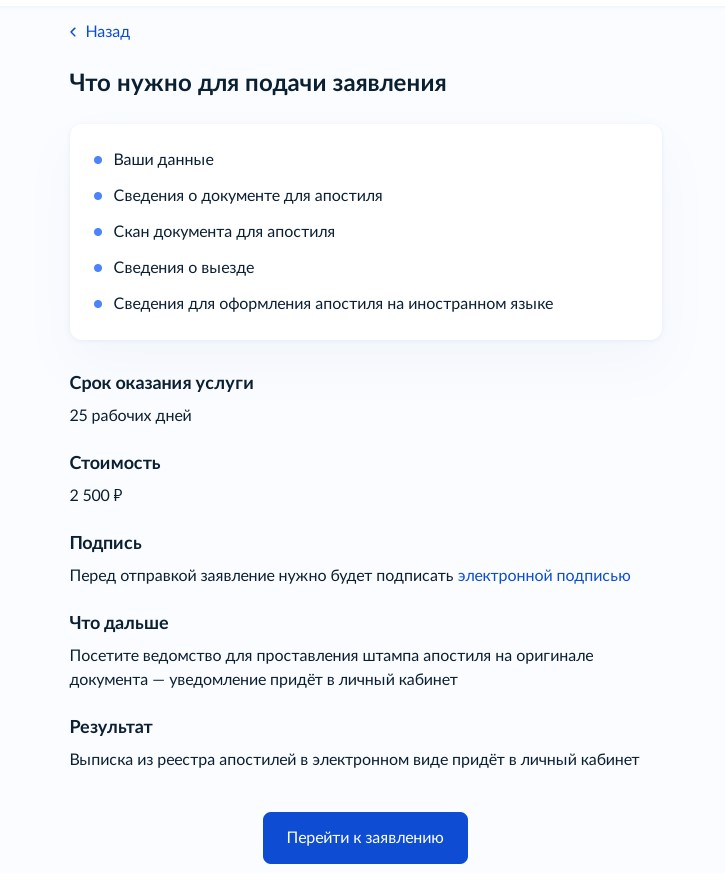 Назад
Что нужно для подачи заявления
Ваши данные
Сведения о документе для апостиля
Скан документа для апостиля
Сведения о выезде
Сведения для оформления апостиля на иностранном языке
Срок оказания услуги
25 рабочих дней
Стоимость
2 500 ₽
Подпись
Перед отправкой заявление нужно будет подписать электронной подписью
Что дальше
Посетите ведомство для проставления штампа апостиля на оригинале
документа — уведомление придёт в личный кабинет
Результат
Выписка из реестра апостилей в электронном виде придёт в личный кабинет
Перейти к заявлению